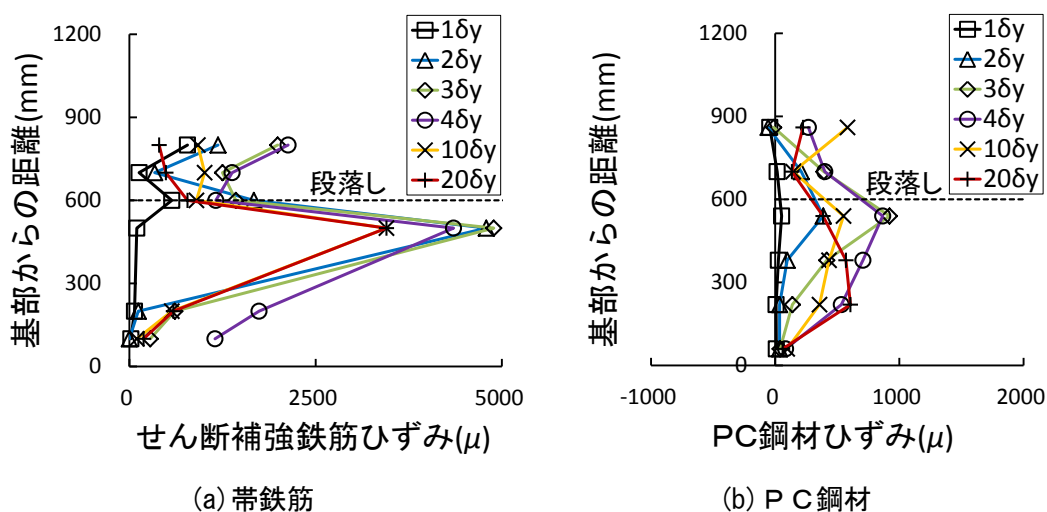 1200
900
600
300
0
基部からの距離(mm)
1δy
2δy
3δy
4δy
10δy
20δy
段落し
0
2500
5000
せん断補強鉄筋ひずみ(μ)
(a) 帯鉄筋
1200
900
600
300
0
基部からの距離(mm)
1δy
2δy
3δy
4δy
10δy
20δy
段落し
-1000
0
1000
2000
PC鋼材ひずみ(μ)
(b) ＰＣ鋼材